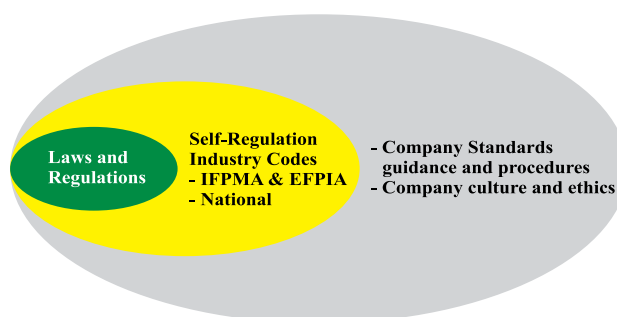 Laws and
Regulations
Self-Regulation
Industry Codes
- IFPMA & EFPIA
- National
- Company Standards
guidance and procedures
- Company culture and ethics